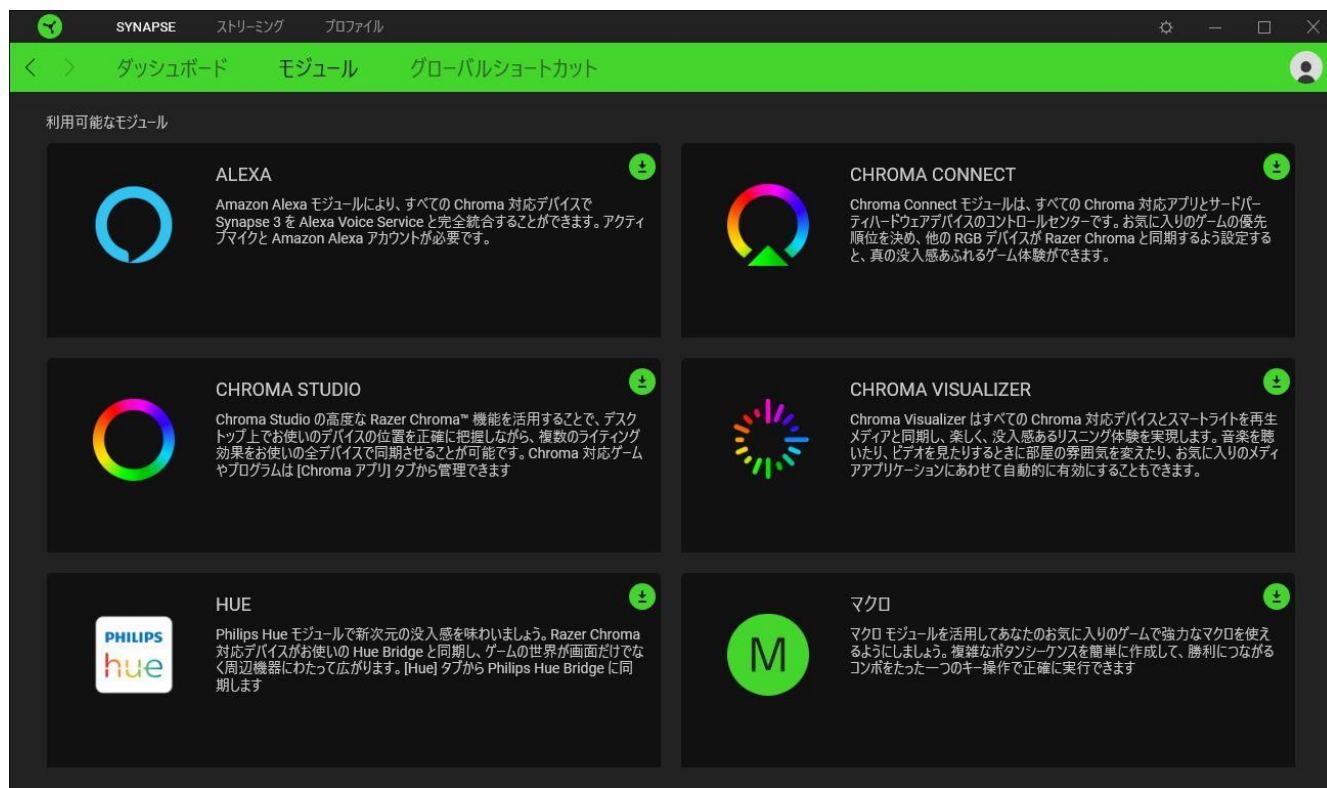 SYNAPSE ストリーミング プロファイル
ダッシュボード モジュール グローバルショートカット
利用可能なモジュール
ALEXA
Amazon Alexa モジュールにより、すべての Chroma 対応デバイスで
Synapse 3 を Alexa Voice Service と完全統合することができます。アクティ
ブマイクと Amazon Alexa アカウントが必要です。
CHROMA CONNECT
Chroma Connect モジュールは、すべての Chroma 対応アプリとサードパー
ティハードウェアデバイスのコントロールセンターです。お気に入りのゲームの優先
順位を決め、他の RGB デバイスが Razer Chroma と同期するよう設定する
と、真の没入感あふれるゲーム体験ができます。
CHROMA STUDIO
Chroma Studio の高度な Razer Chroma™ 機能を活用することで、デスク
トップ上でお使いのデバイスの位置を正確に把握しながら、複数のライティング
効果をお使いの全デバイスで同期させることが可能です。Chroma 対応ゲーム
やプログラムは [Chroma アプリ] タブから管理できます
CHROMA VISUALIZER
Chroma Visualizer はすべての Chroma 対応デバイスとスマートライトを再生
メディアと同期し、楽しく、没入感あるリスニング体験を実現します。音楽を聴
いたり、ビデオを見たりするときに部屋の雰囲気を変えたり、お気に入りのメディ
アアプリケーションにあわせて自動的に有効にすることもできます。
PHILIPS
hue
HUE
Philips Hue モジュールで新次元の没入感を味わいましょう。Razer Chroma
対応デバイスがお使いの Hue Bridge と同期し、ゲームの世界が画面だけでな
く周辺機器にわたって広がります。[Hue] タブから Philips Hue Bridge に同
期します
M
マクロ
マクロ モジュールを活用してあなたのお気に入りのゲームで強力なマクロを使え
るようにしましょう。複雑なボタンシーケンスを簡単に作成して、勝利につながる
コンボをたった一つのキー操作で正確に実行できます